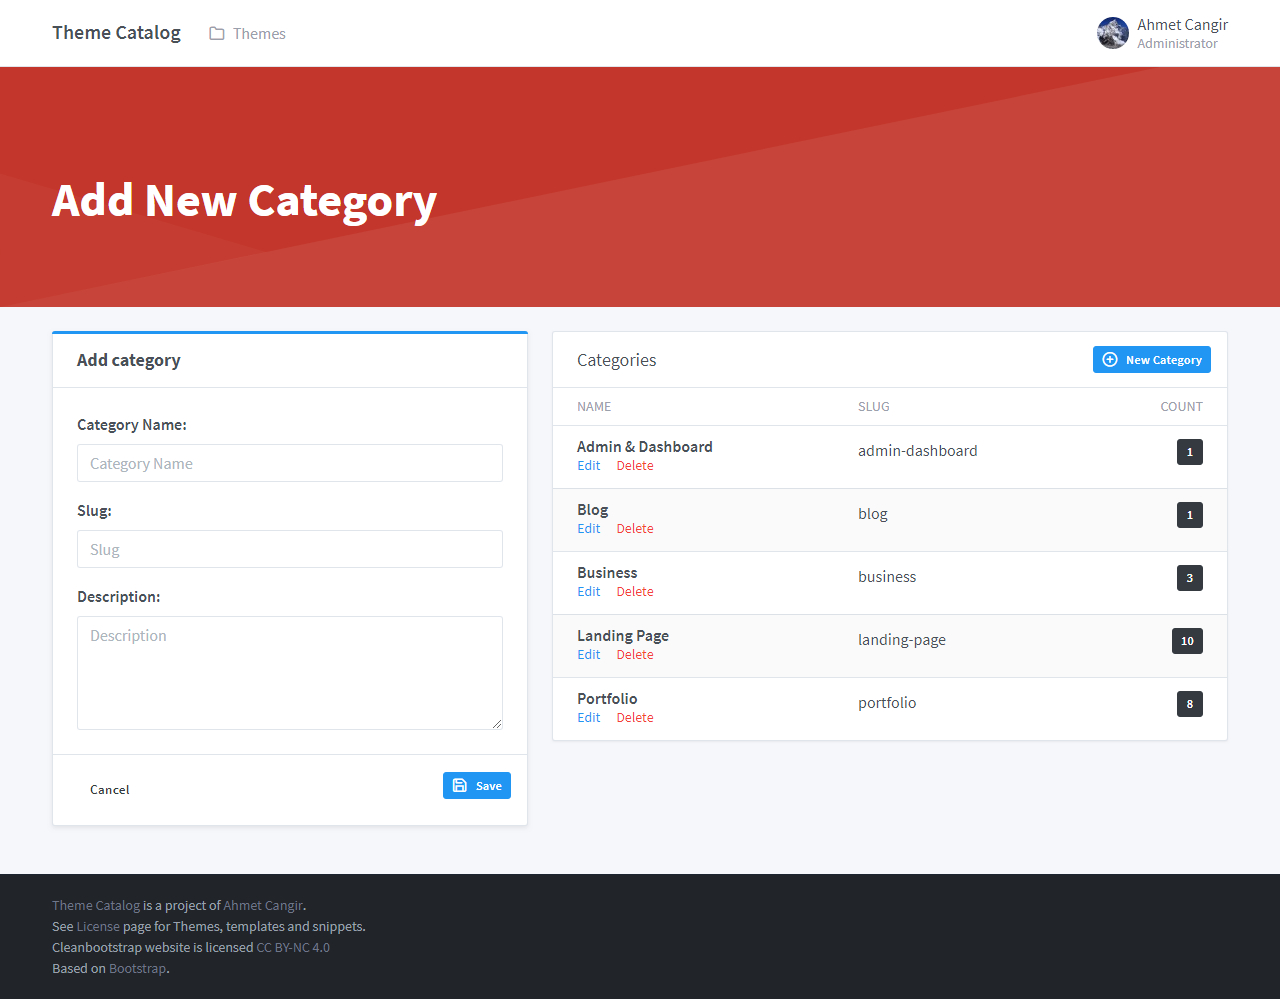 Theme Catalog Themes
Ahmet Cangir
Administrator
Add New Category
Add category
Category Name:
Category Name
Slug:
Slug
Description:
Description
Cancel Save
Categories New Category
NAME SLUG COUNT
Admin & Dashboard admin-dashboard 1
Edit Delete
Blog blog 1
Edit Delete
Business business 3
Edit Delete
Landing Page landing-page 10
Edit Delete
Portfolio portfolio 8
Edit Delete
Theme Catalog is a project of Ahmet Cangir.
See License page for Themes, templates and snippets.
Cleanbootstrap website is licensed CC BY-NC 4.0
Based on Bootstrap.